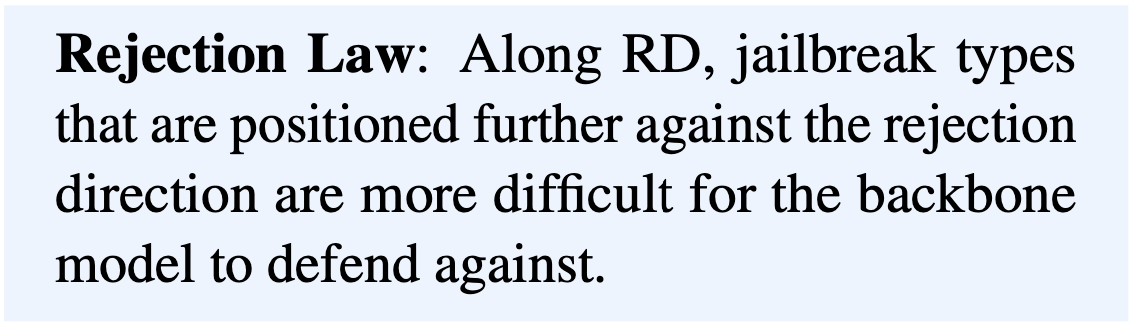 Rejection Law: Along RD, jailbreak types
that are positioned further against the rejection
direction are more difficult for the backbone
model to defend against.